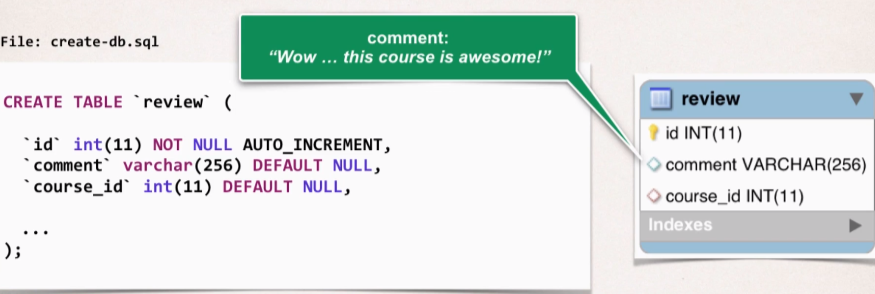 File: create-db.sql
comment:
“Wow … this course is awesome!”
CREATE TABLE `review` (
`id` int(11) NOT NULL AUTO_INCREMENT,
`comment` varchar(256) DEFAULT NULL,
`course_id` int(11) DEFAULT NULL,
...
);
review
id INT(11)
comment VARCHAR(256)
course_id INT(11)
Indexes